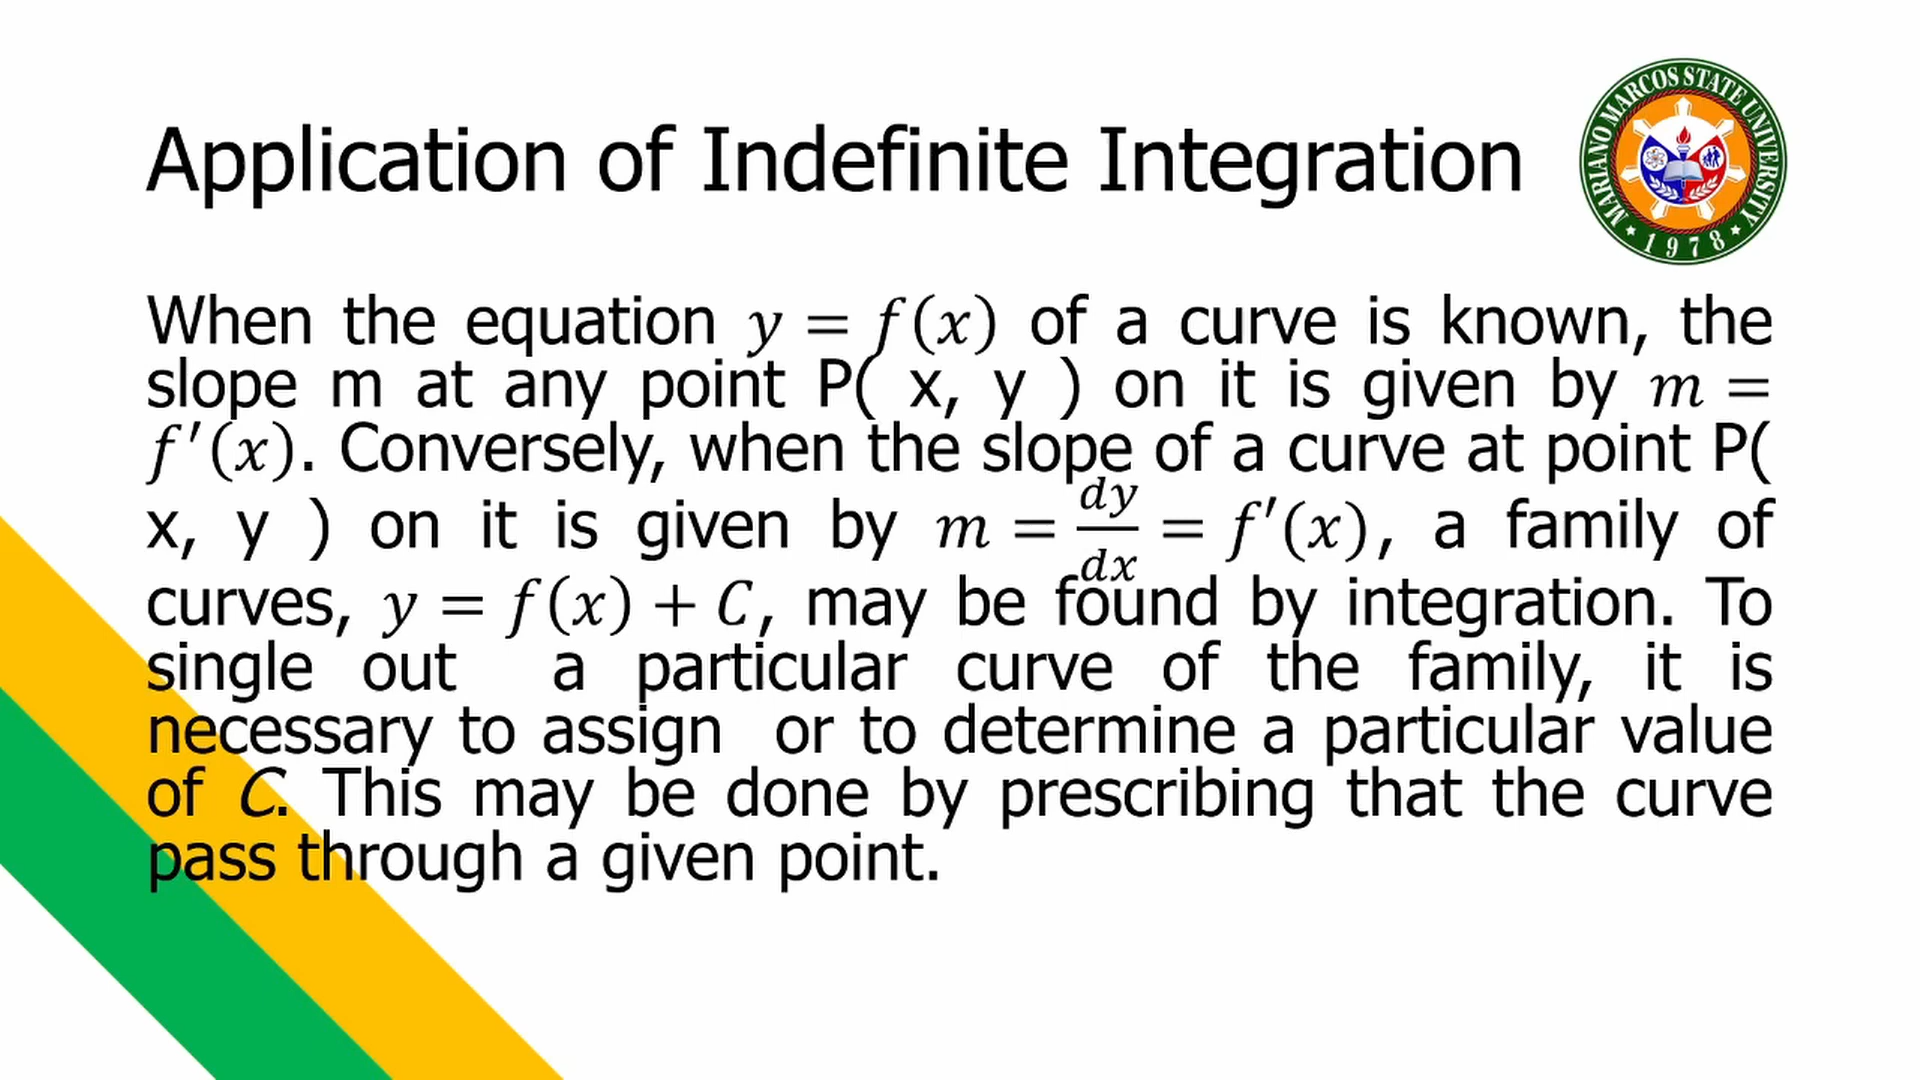 Application of Indefinite Integration
MARIANO MARCOS STATE UNIVERSITY
1978
When the equation y = f(x) of a curve is known, the
slope m at any point P( x, y ) on it is given by m =
f′(x). Conversely, when the slope of a curve at point P(
x, y ) on it is given by m = dy/dx = f′(x), a family of
curves, y = f(x) + C, may be found by integration. To
single out a particular curve of the family, it is
necessary to assign or to determine a particular value
of C. This may be done by prescribing that the curve
pass through a given point.